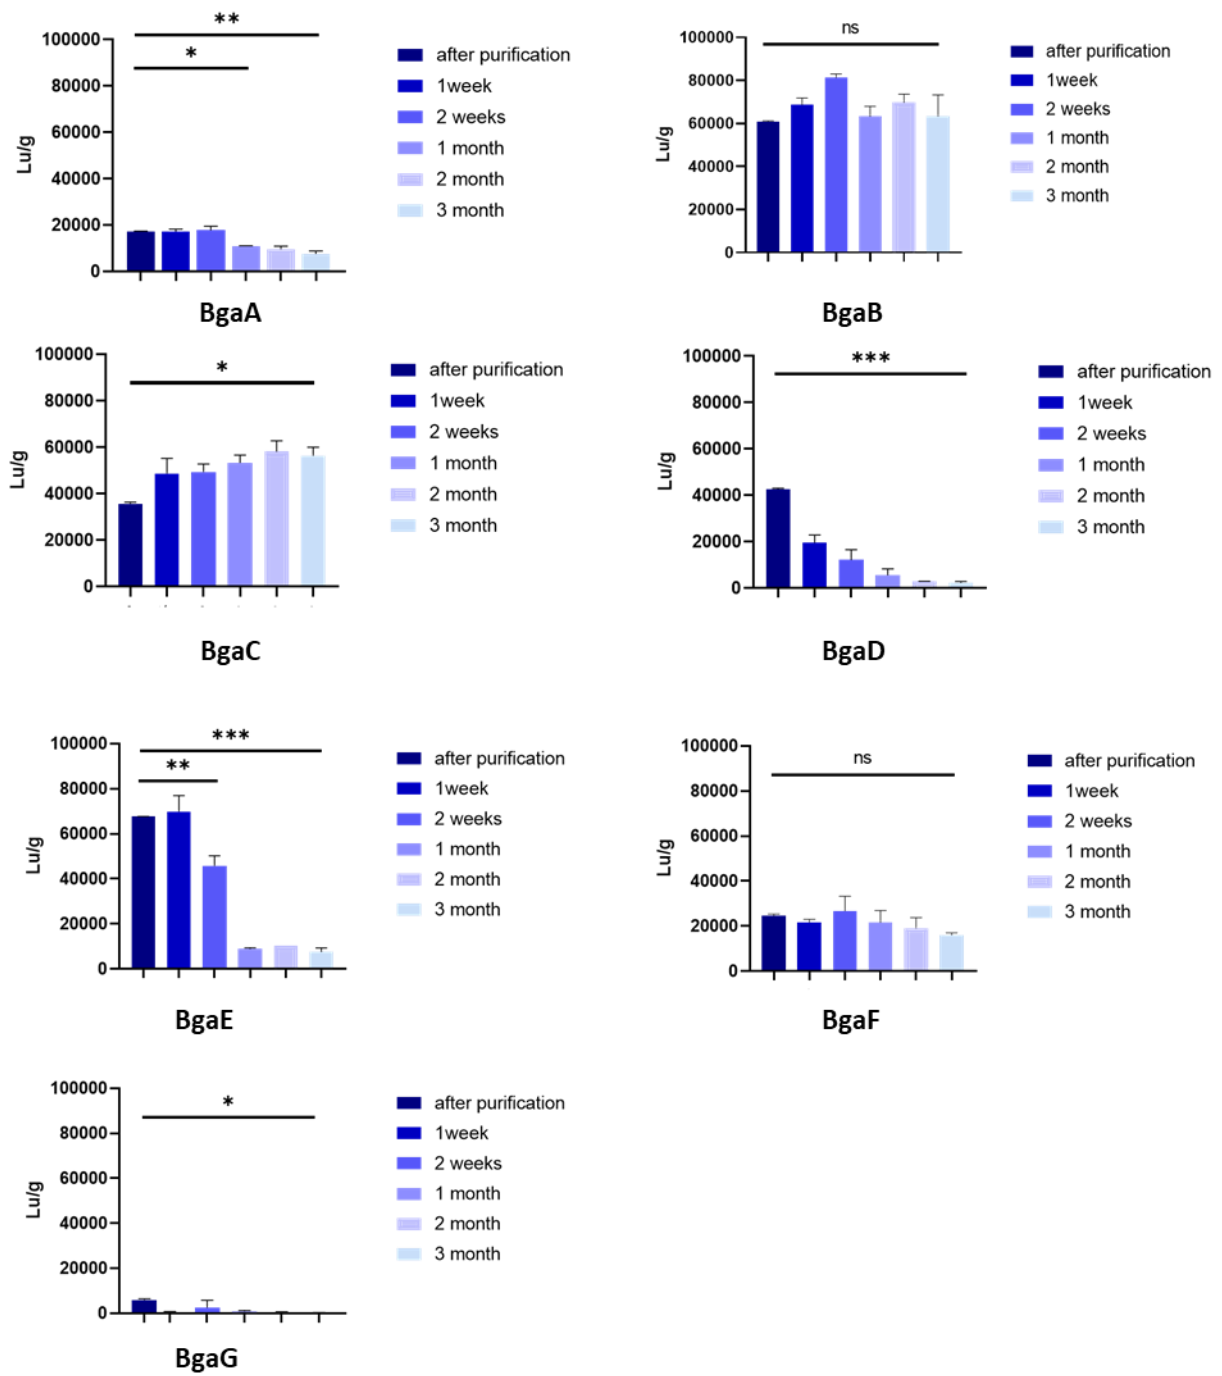 **
*
100000
80000
60000
40000
20000
0
Lu/g
after purification
1week
2 weeks
1 month
2 month
3 month
BgaA
ns
100000
80000
60000
40000
20000
0
Lu/g
after purification
1week
2 weeks
1 month
2 month
3 month
BgaB
*
100000
80000
60000
40000
20000
0
Lu/g
after purification
1week
2 weeks
1 month
2 month
3 month
BgaC
***
100000
80000
60000
40000
20000
0
Lu/g
after purification
1week
2 weeks
1 month
2 month
3 month
BgaD
***
**
100000
80000
60000
40000
20000
0
Lu/g
after purification
1week
2 weeks
1 month
2 month
3 month
BgaE
ns
100000
80000
60000
40000
20000
0
Lu/g
after purification
1week
2 weeks
1 month
2 month
3 month
BgaF
*
100000
80000
60000
40000
20000
0
Lu/g
after purification
1week
2 weeks
1 month
2 month
3 month
BgaG